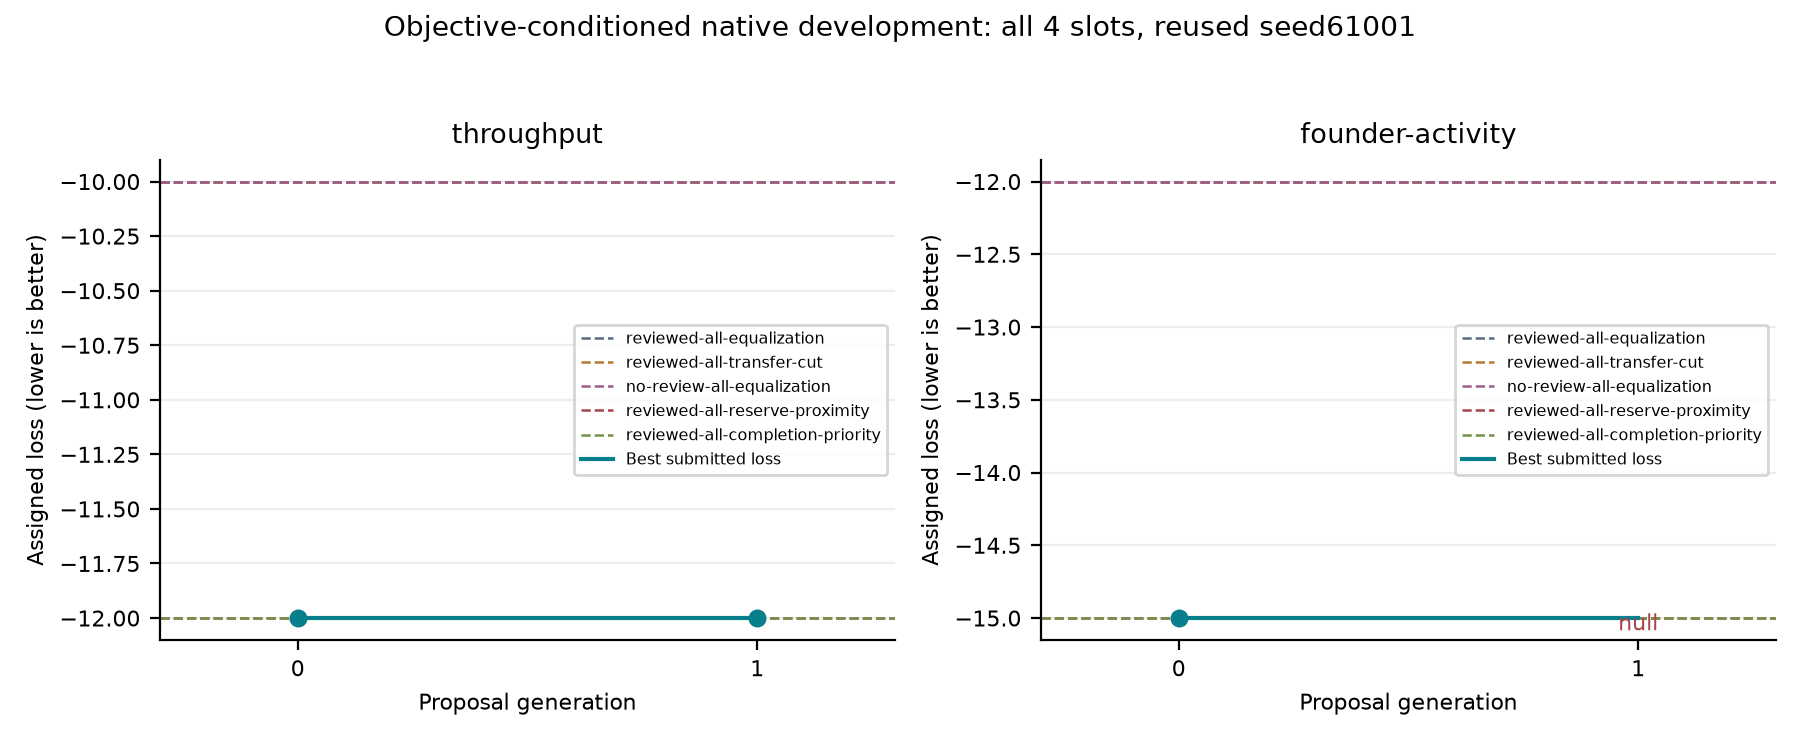 Objective-conditioned native development: all 4 slots, reused seed61001
throughput
Assigned loss (lower is better)
−10.00
−10.25
−10.50
−10.75
−11.00
−11.25
−11.50
−11.75
−12.00
reviewed-all-equalization
reviewed-all-transfer-cut
no-review-all-equalization
reviewed-all-reserve-proximity
reviewed-all-completion-priority
Best submitted loss
0
1
Proposal generation
founder-activity
Assigned loss (lower is better)
−12.0
−12.5
−13.0
−13.5
−14.0
−14.5
−15.0
reviewed-all-equalization
reviewed-all-transfer-cut
no-review-all-equalization
reviewed-all-reserve-proximity
reviewed-all-completion-priority
Best submitted loss
null
0
1
Proposal generation